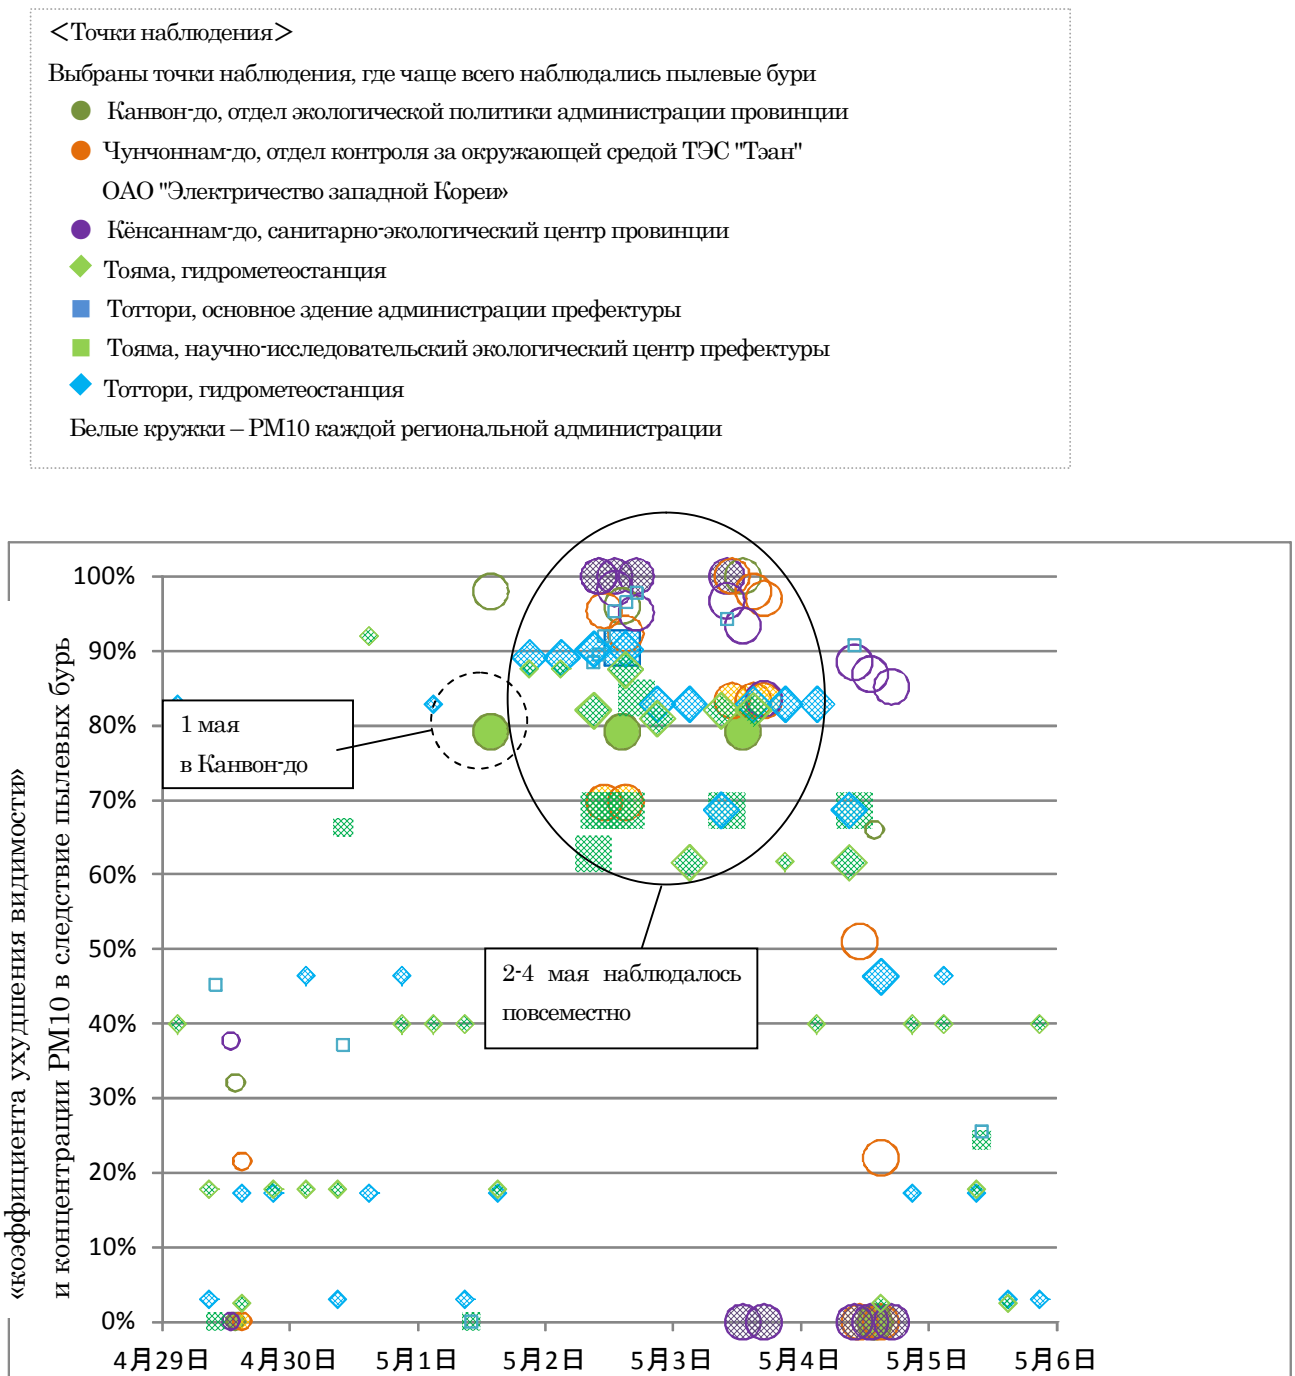 <Точки наблюдения>
Выбраны точки наблюдения, где чаще всего наблюдались пылевые бури
Канвон-до, отдел экологической политики администрации провинции
Чунчоннам-до, отдел контроля за окружающей средой ТЭС "Тэан"
ОАО "Электричество западной Кореи»
Кёнсаннам-до, санитарно-экологический центр провинции
Тояма, гидрометеостанция
Тоттори, основное здение администрации префектуры
Тояма, научно-исследовательский экологический центр префектуры
Тоттори, гидрометеостанция
Белые кружки – PM10 каждой региональной администрации
«коэффициента ухудшения видимости»
и концентрации PM10 в следствие пылевых бурь
100%
90%
80%
70%
60%
50%
40%
30%
20%
10%
0%
1 мая
в Канвон-до
2-4 мая наблюдалось
повсеместно
4月29日 4月30日 5月1日 5月2日 5月3日 5月4日 5月5日 5月6日